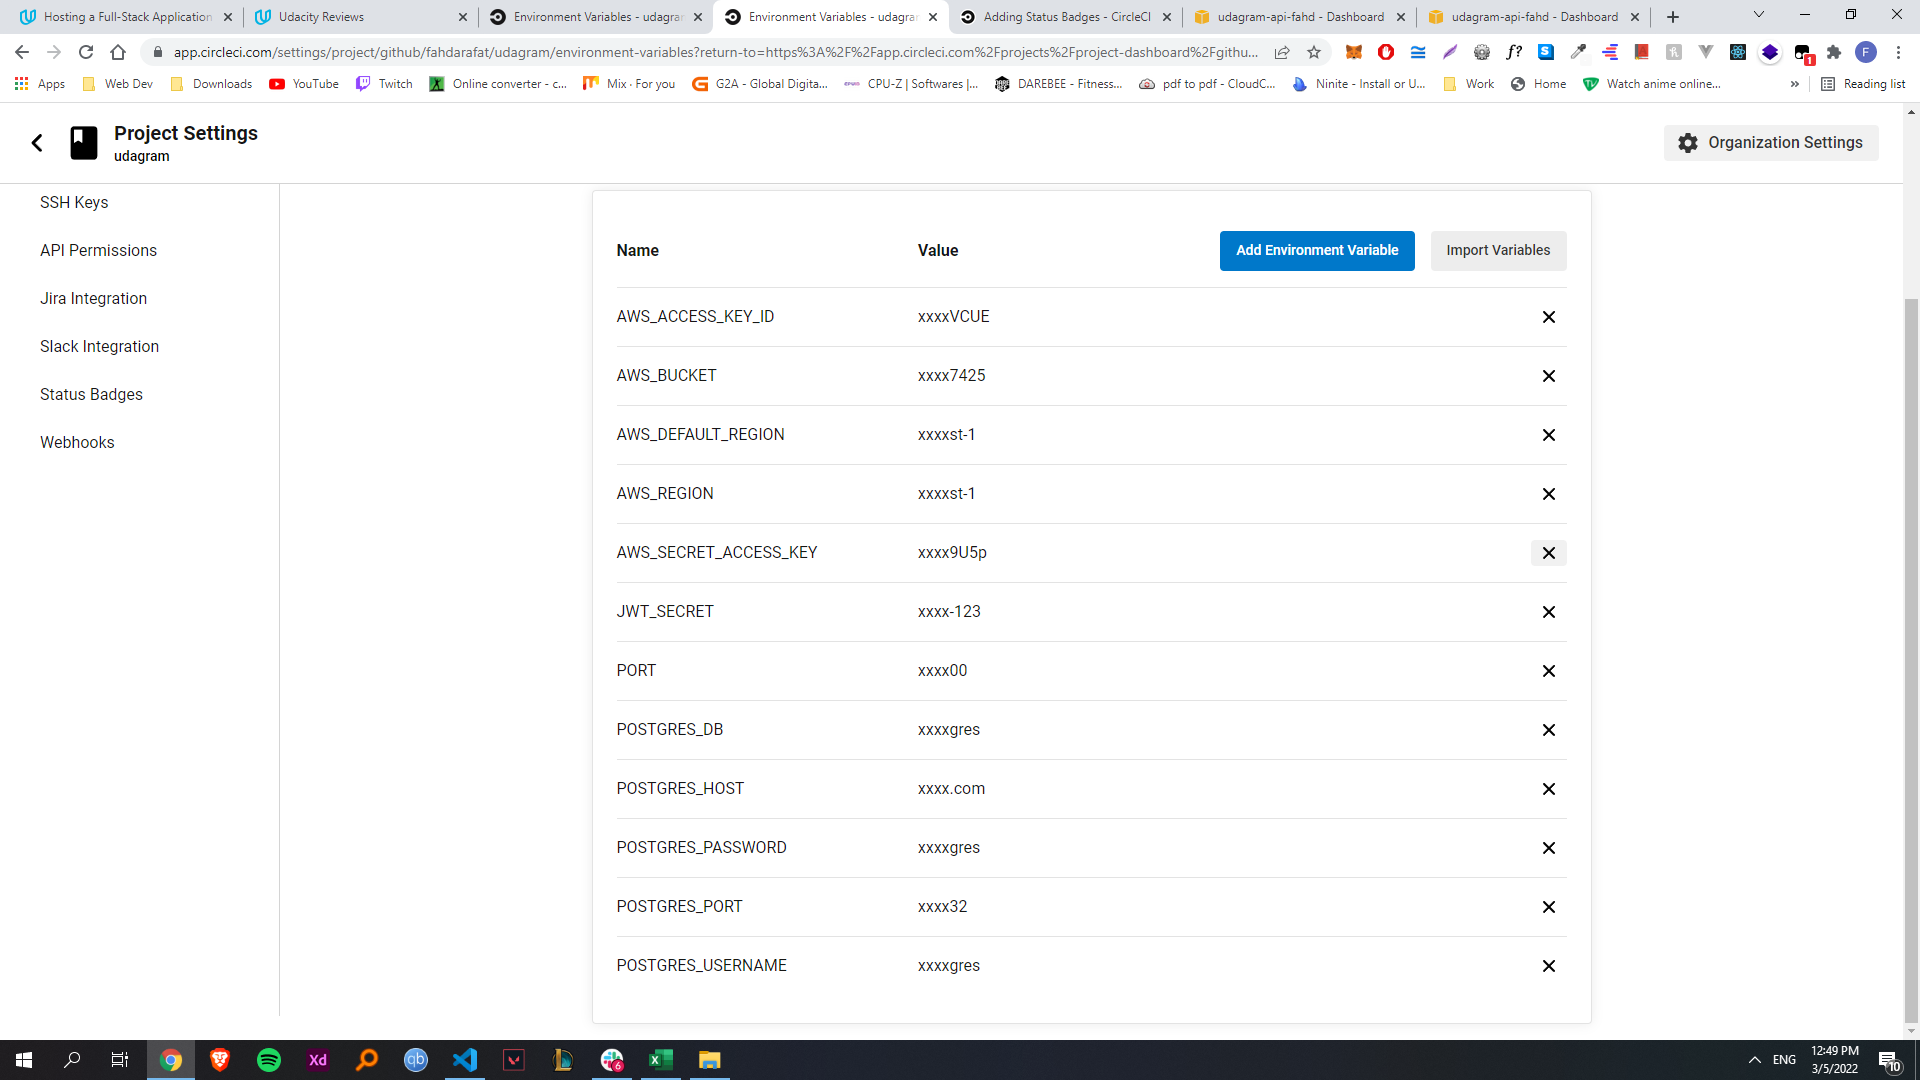 Hosting a Full-Stack Application
Udacity Reviews
Environment Variables - udagram
Environment Variables - udagram
Adding Status Badges - CircleCI
udagram-api-fahd - Dashboard
udagram-api-fahd - Dashboard
app.circleci.com/settings/project/github/fahdarafat/udagram/environment-variables?return-to=https%3A%2F%2Fapp.circleci.com%2Fprojects%2Fproject-dashboard%2Fgithu...
f?
S
1
F
Apps
Web Dev
Downloads
YouTube
Twitch
Online converter - c...
Mix · For you
G2A - Global Digita...
CPU-Z | Softwares |...
DAREBEE - Fitness...
pdf to pdf - CloudC...
Ninite - Install or U...
Work
Home
Watch anime online...
»
Reading list
Project Settings
udagram
Organization Settings
SSH Keys
API Permissions
Jira Integration
Slack Integration
Status Badges
Webhooks
Name Value Add Environment Variable Import Variables
AWS_ACCESS_KEY_ID xxxxVCUE
AWS_BUCKET xxxx7425
AWS_DEFAULT_REGION xxxxst-1
AWS_REGION xxxxst-1
AWS_SECRET_ACCESS_KEY xxxx9U5p
JWT_SECRET xxxx-123
PORT xxxx00
POSTGRES_DB xxxxgres
POSTGRES_HOST xxxx.com
POSTGRES_PASSWORD xxxxgres
POSTGRES_PORT xxxx32
POSTGRES_USERNAME xxxxgres
Xd
qb
6
ENG
12:49 PM
3/5/2022
10